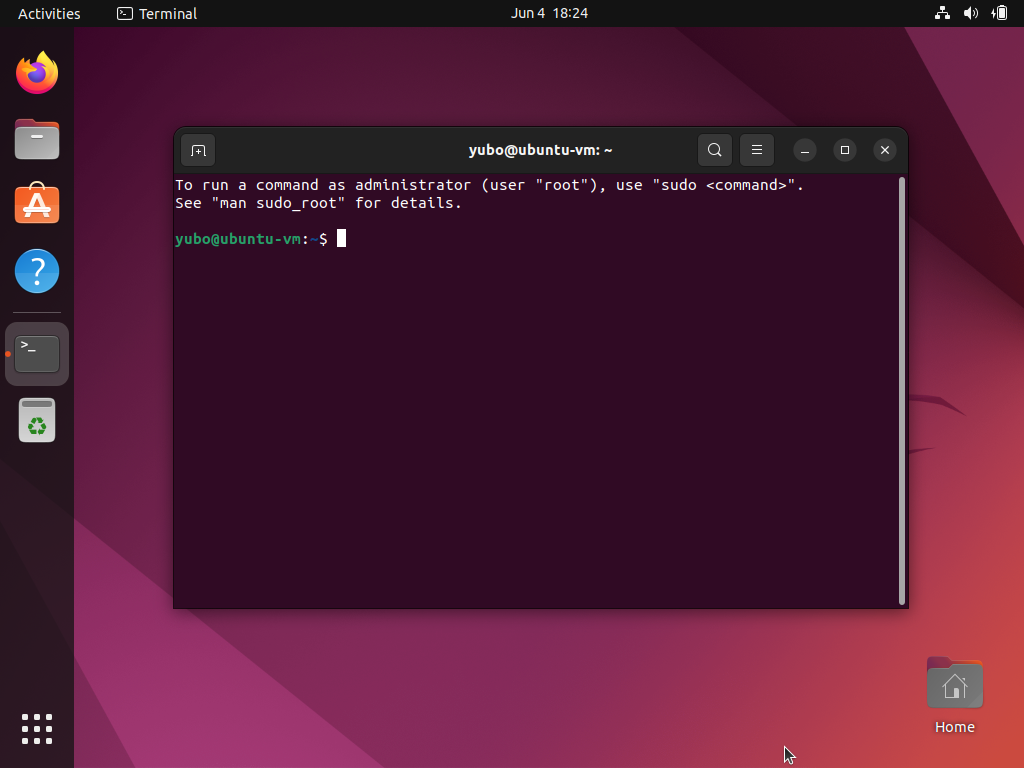 Activities Terminal Jun 4 18:24
yubo@ubuntu-vm: ~
To run a command as administrator (user "root"), use "sudo <command>".
See "man sudo_root" for details.
yubo@ubuntu-vm:~$
>_
Home